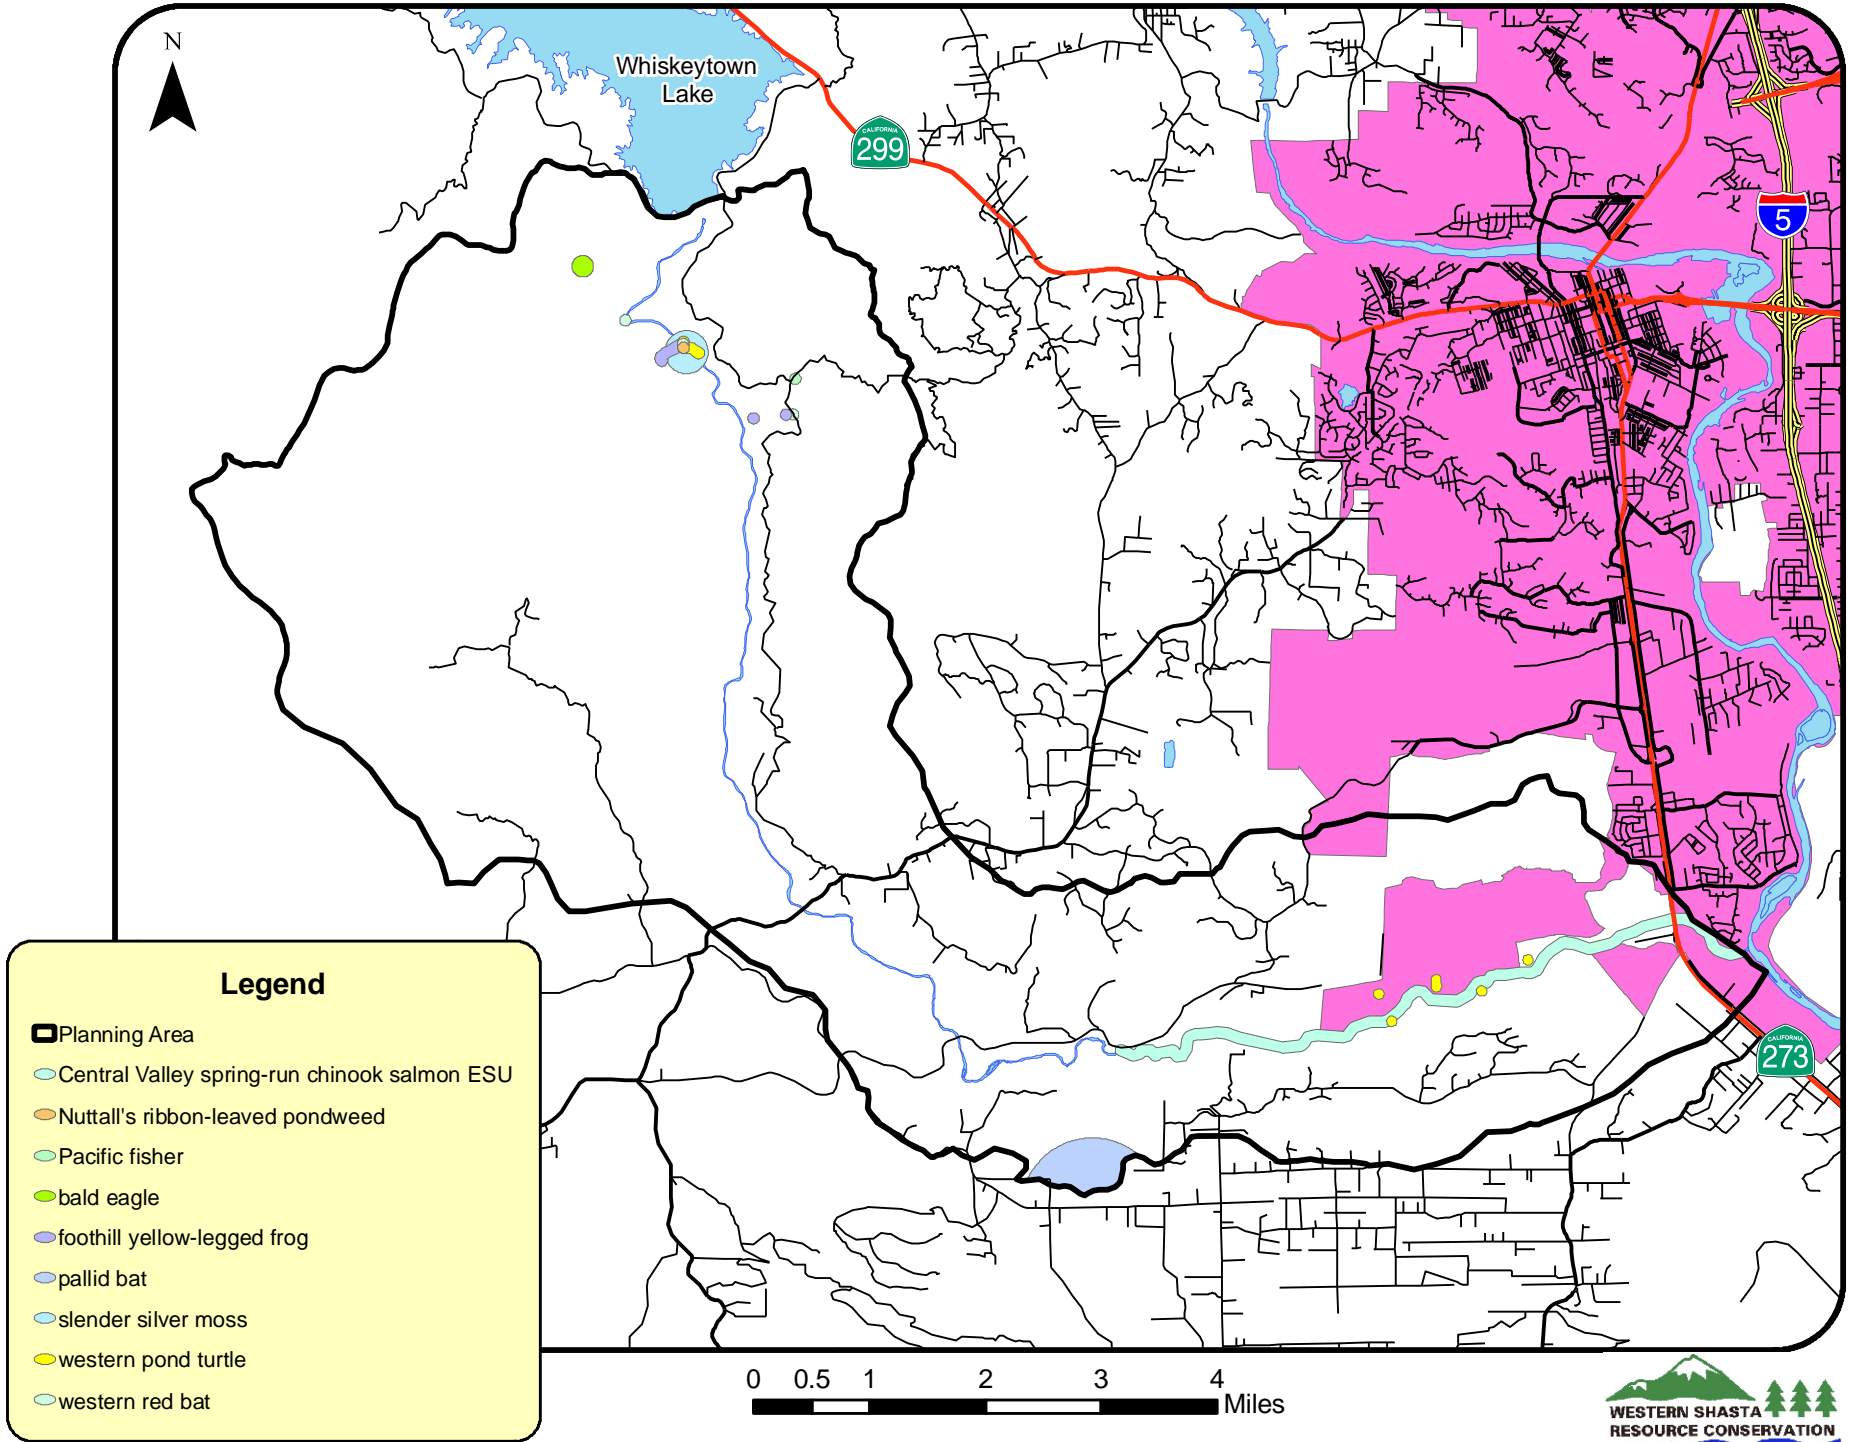 N
Whiskeytown
Lake
CALIFORNIA
299
5
CALIFORNIA
273
Legend
Planning Area
Central Valley spring-run chinook salmon ESU
Nuttall's ribbon-leaved pondweed
Pacific fisher
bald eagle
foothill yellow-legged frog
pallid bat
slender silver moss
western pond turtle
western red bat
0 0.5 1 2 3 4
Miles
WESTERN SHASTA
RESOURCE CONSERVATION